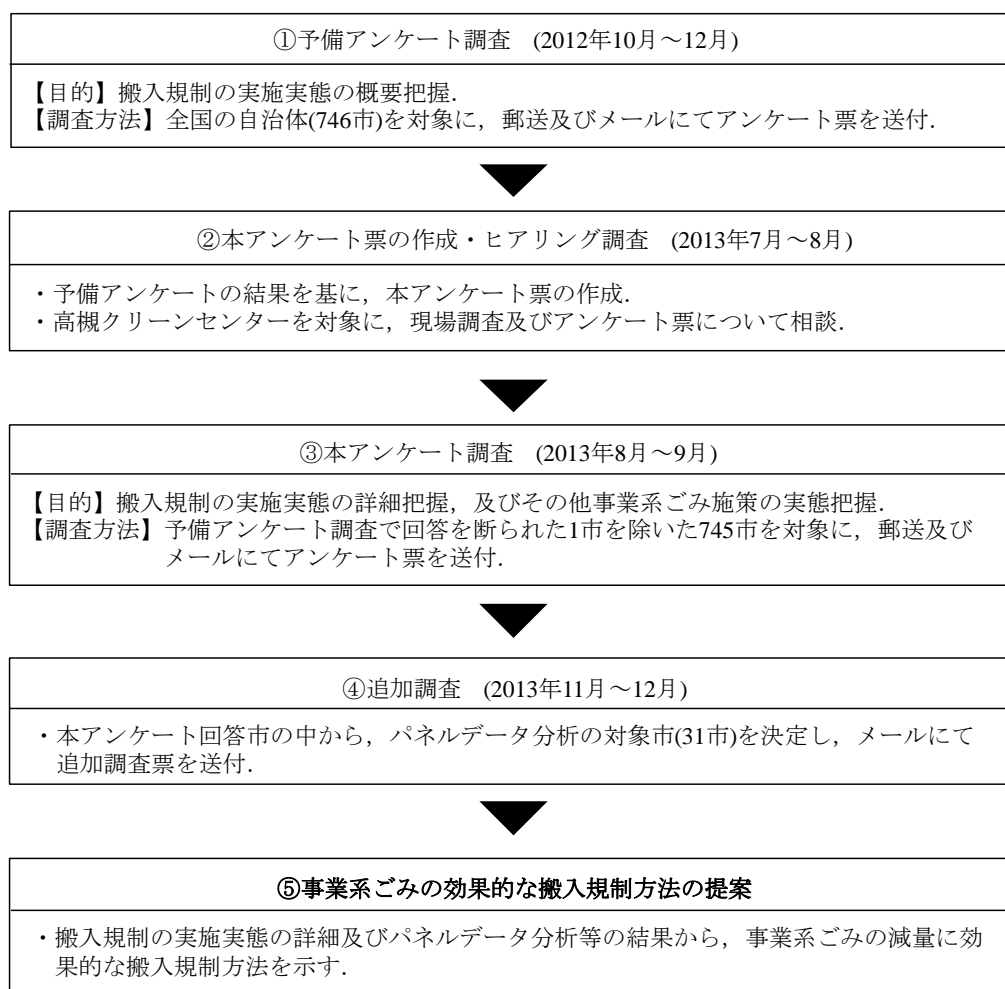 ①予備アンケート調査　(2012年10月～12月)
【目的】搬入規制の実施実態の概要把握．
【調査方法】全国の自治体(746市)を対象に，郵送及びメールにてアンケート票を送付．
②本アンケート票の作成・ヒアリング調査　(2013年7月～8月)
・予備アンケートの結果を基に，本アンケート票の作成．
・高槻クリーンセンターを対象に，現場調査及びアンケート票について相談．
③本アンケート調査　(2013年8月～9月)
【目的】搬入規制の実施実態の詳細把握，及びその他事業系ごみ施策の実態把握．
【調査方法】予備アンケート調査で回答を断られた1市を除いた745市を対象に，郵送及び
メールにてアンケート票を送付．
④追加調査　(2013年11月～12月)
・本アンケート回答市の中から，パネルデータ分析の対象市(31市)を決定し，メールにて
追加調査票を送付．
⑤事業系ごみの効果的な搬入規制方法の提案
・搬入規制の実施実態の詳細及びパネルデータ分析等の結果から，事業系ごみの減量に効
果的な搬入規制方法を示す．